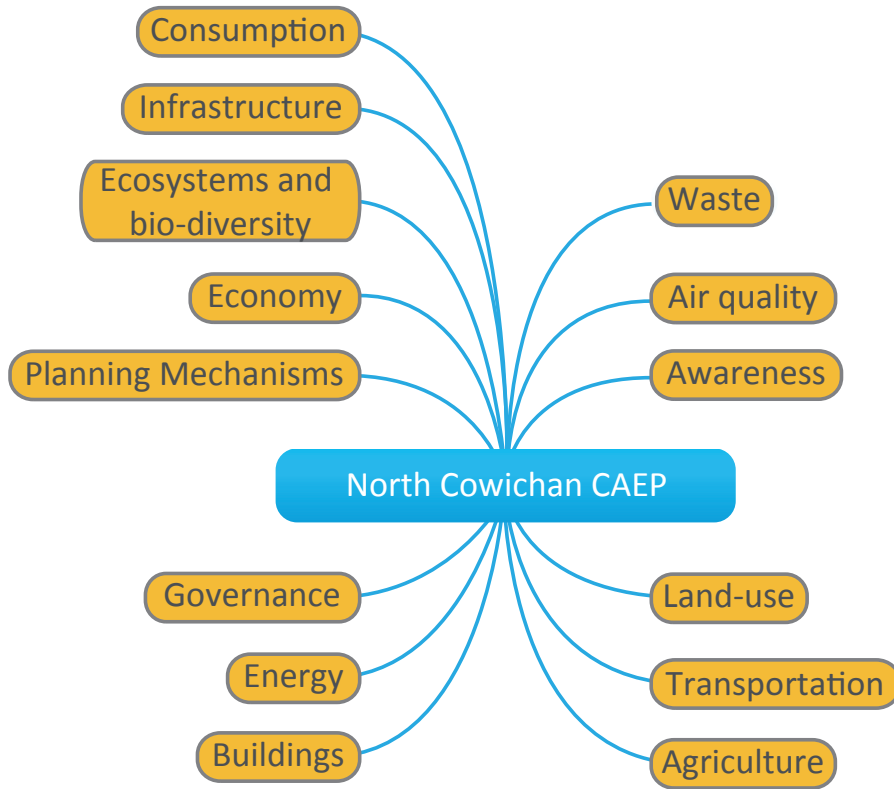 Consumption
Infrastructure
Ecosystems and
bio-diversity
Economy
Planning Mechanisms
Waste
Air quality
Awareness
North Cowichan CAEP
Governance
Energy
Buildings
Land-use
Transportation
Agriculture